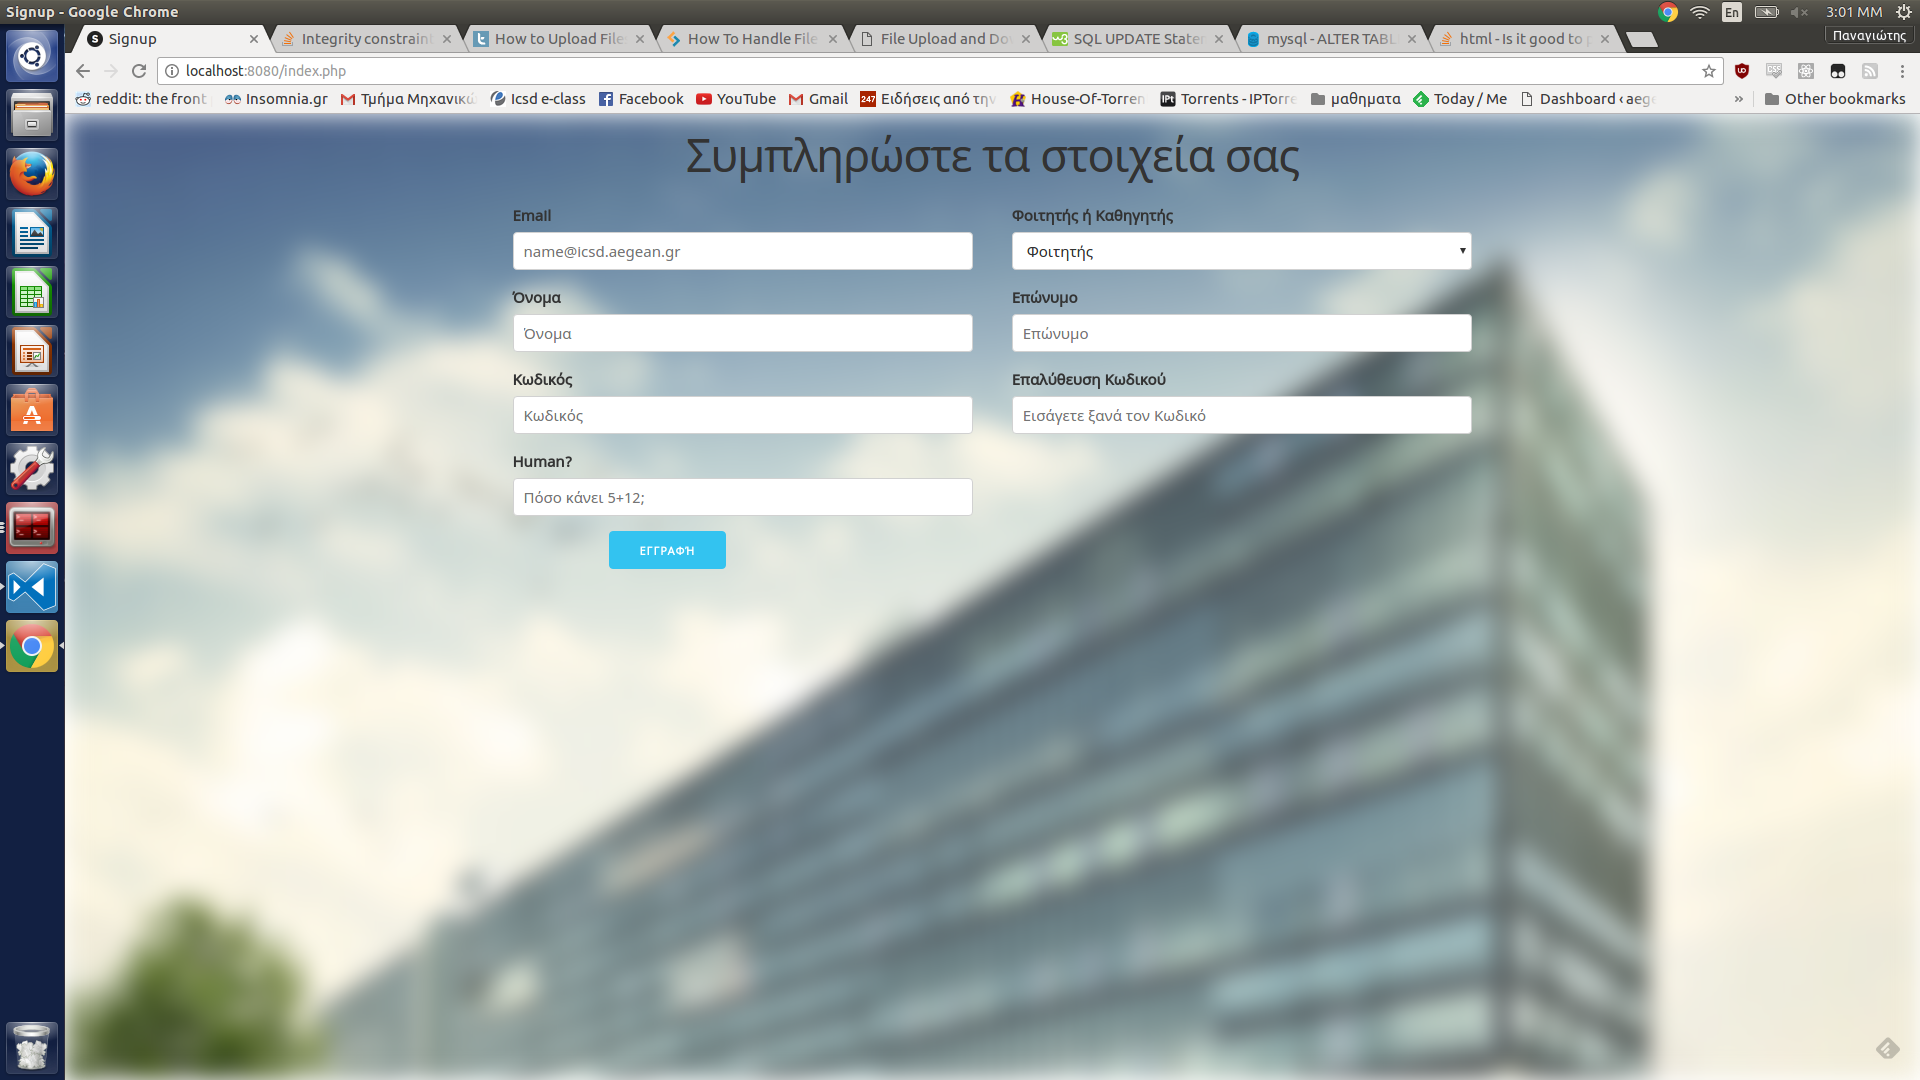 Signup - Google Chrome
En
3:01 ΜΜ
Signup
Integrity constraint
How to Upload File
How To Handle File
File Upload and Do
SQL UPDATE Stater
mysql - ALTER TABL
html - Is it good to p
Παναγιώτης
localhost:8080/index.php
reddit: the front
Insomnia.gr
Τμήμα Μηχανικώ
Icsd e-class
Facebook
YouTube
Gmail
Ειδήσεις από την
House-Of-Torren
Torrents - IPTorre
μαθηματα
Today / Me
Dashboard ‹ aege
»
Other bookmarks
Συμπληρώστε τα στοιχεία σας
Email
Φοιτητής ή Καθηγητής
name@icsd.aegean.gr
Φοιτητής
Όνομα
Επώνυμο
Όνομα
Επώνυμο
Κωδικός
Επαλύθευση Κωδικού
Κωδικός
Εισάγετε ξανά τον Κωδικό
Human?
Πόσο κάνει 5+12;
ΕΓΓΡΑΦΉ